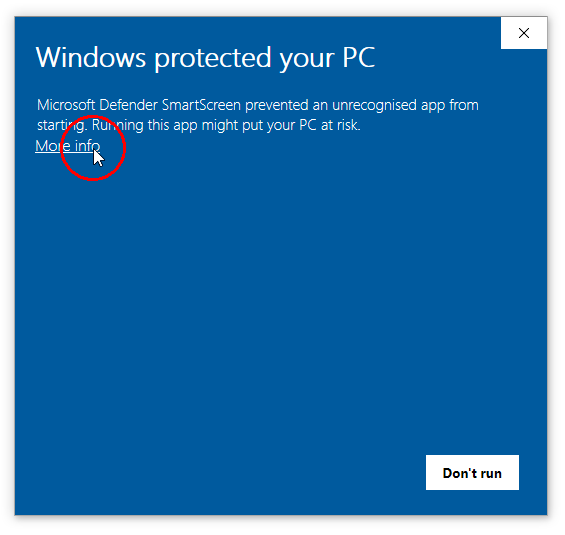 Windows protected your PC
Microsoft Defender SmartScreen prevented an unrecognised app from
starting. Running this app might put your PC at risk.
More info
Don't run